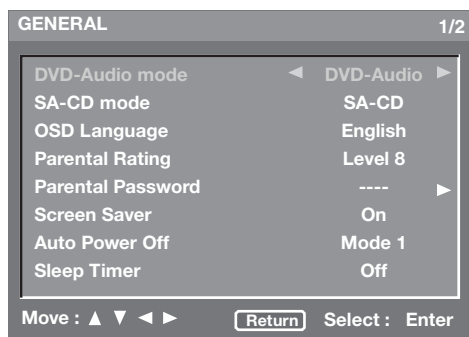 GENERAL 1/2
DVD-Audio mode ◀ DVD-Audio ▶
SA-CD mode SA-CD
OSD Language English
Parental Rating Level 8
Parental Password ---- ▶
Screen Saver On
Auto Power Off Mode 1
Sleep Timer Off
Move : ▲ ▼ ◀ ▶ Return Select : Enter